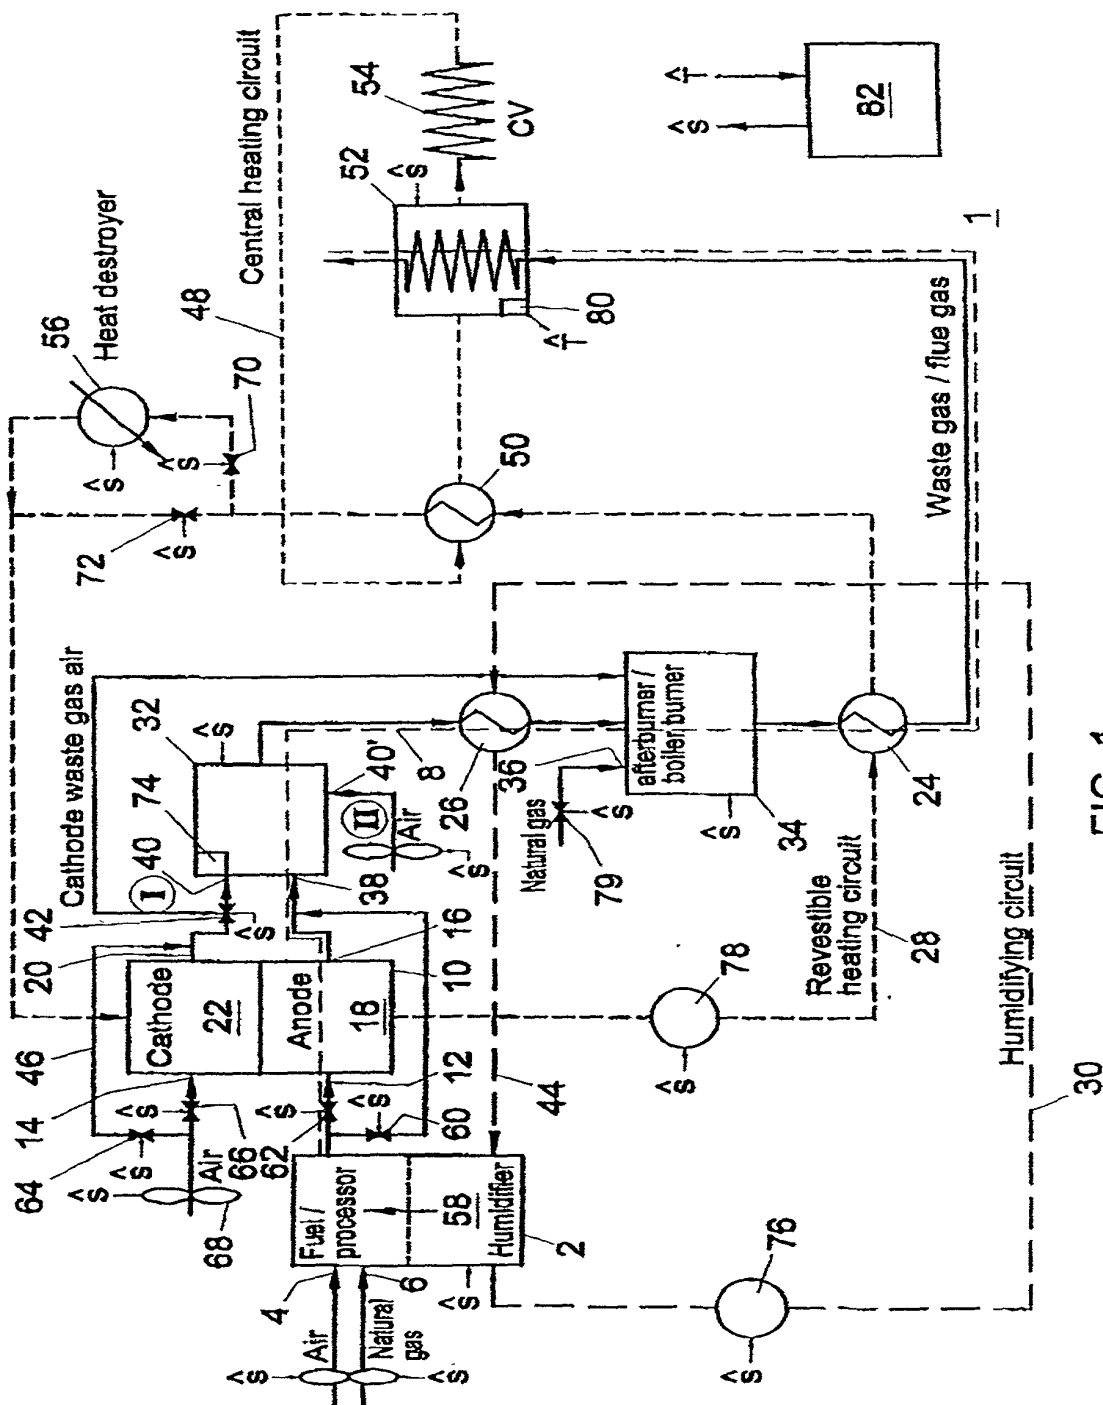 Central heating circuit
48
54
CV
52
ŝ
80
T̂
T̂
ŝ
82
1
Heat destroyer
56
ŝ
ŝ
70
72
ŝ
50
Waste gas / flue gas
Cathode waste gas air
32
ŝ
74
40
I
42
ŝ
20
46
Cathode
22
Anode
18
10
16
38
40'
II
Air
ŝ
8
26
36
Natural gas
79
ŝ
afterburner /
boiler burner
34
ŝ
24
Revestible
heating circuit
28
78
ŝ
Humidifying circuit
30
76
ŝ
14
64
ŝ
ŝ
66
Air
68
ŝ
12
62
ŝ
60
ŝ
44
Fuel /
processor
58
Humidifier
2
ŝ
4
6
Air
Natural
gas
ŝ
ŝ
FIG. 1